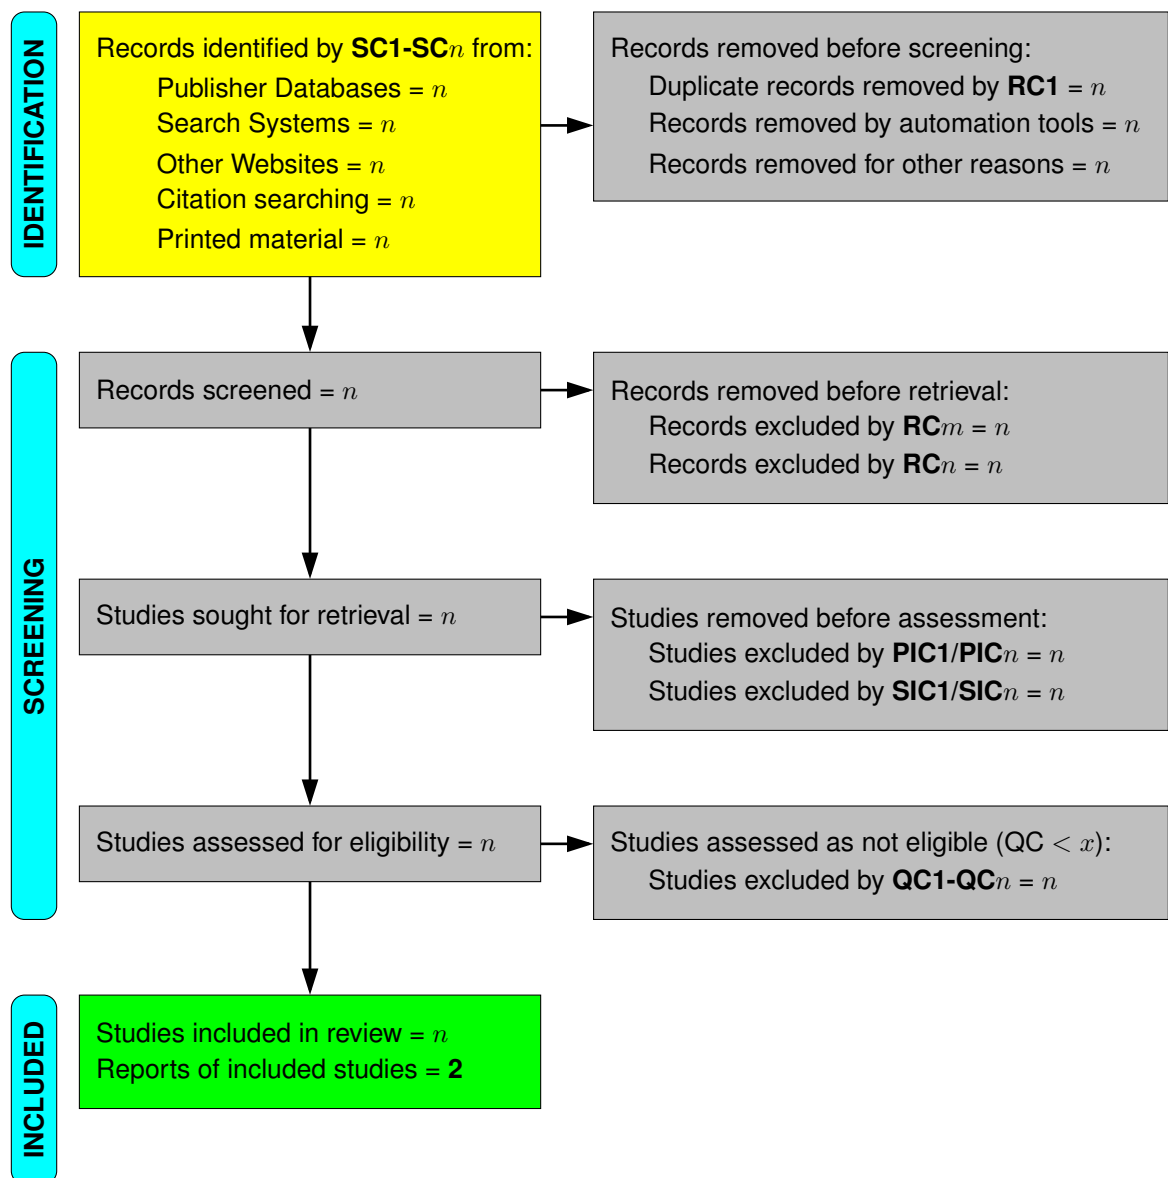 IDENTIFICATION
Records identified by SC1-SCn from:
Publisher Databases = n
Search Systems = n
Other Websites = n
Citation searching = n
Printed material = n
Records removed before screening:
Duplicate records removed by RC1 = n
Records removed by automation tools = n
Records removed for other reasons = n
SCREENING
Records screened = n
Records removed before retrieval:
Records excluded by RCm = n
Records excluded by RCn = n
Studies sought for retrieval = n
Studies removed before assessment:
Studies excluded by PIC1/PICn = n
Studies excluded by SIC1/SICn = n
Studies assessed for eligibility = n
Studies assessed as not eligible (QC < x):
Studies excluded by QC1-QCn = n
INCLUDED
Studies included in review = n
Reports of included studies = 2